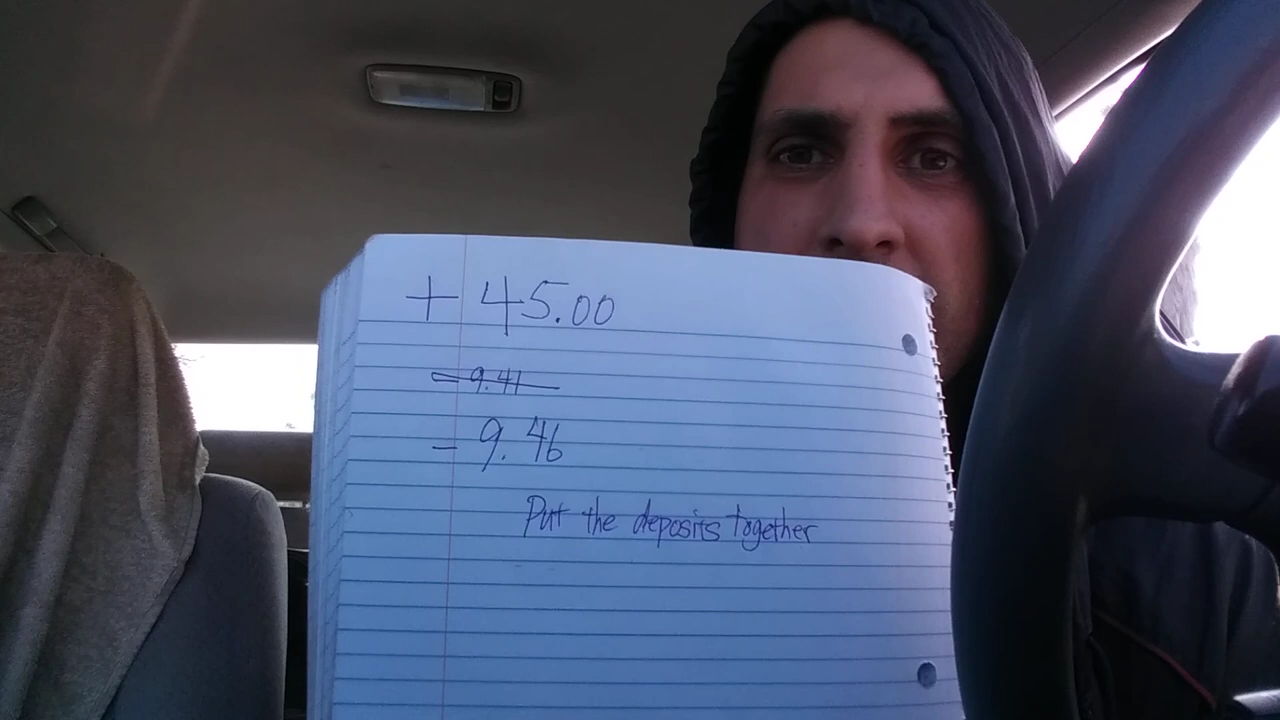 + 45.00
- 9.41
- 9.46
Put the deposits together